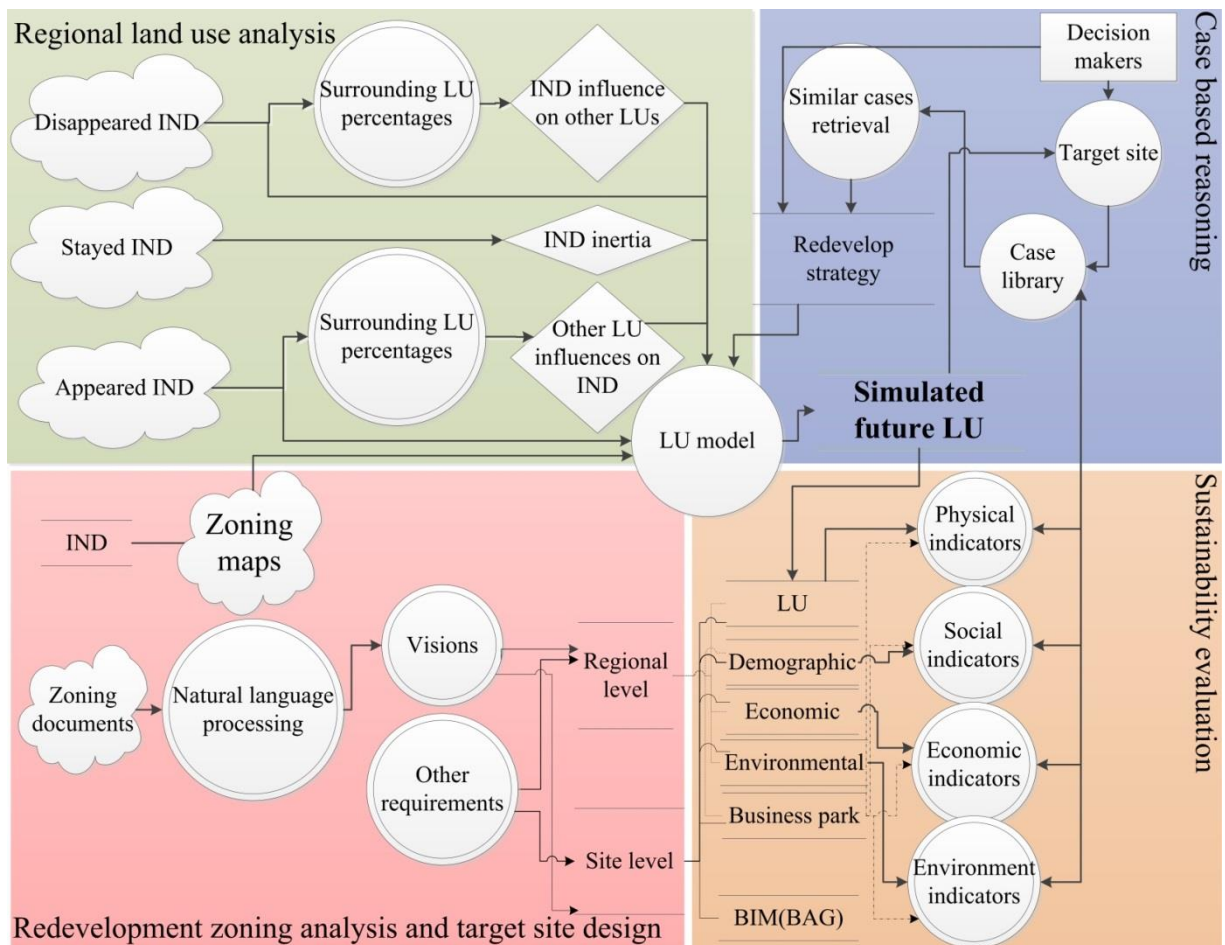 Regional land use analysis
Disappeared IND
Surrounding LU
percentages
IND influence
on other LUs
Stayed IND
IND inertia
Appeared IND
Surrounding LU
percentages
Other LU
influences on
IND
LU model
Case based reasoning
Decision
makers
Similar cases
retrieval
Target site
Redevelop
strategy
Case
library
Simulated
future LU
IND
Zoning
maps
Zoning
documents
Natural language
processing
Visions
Other
requirements
Regional
level
Site level
Redevelopment zoning analysis and target site design
Sustainability evaluation
LU
Demographic
Economic
Environmental
Business park
BIM(BAG)
Physical
indicators
Social
indicators
Economic
indicators
Environment
indicators